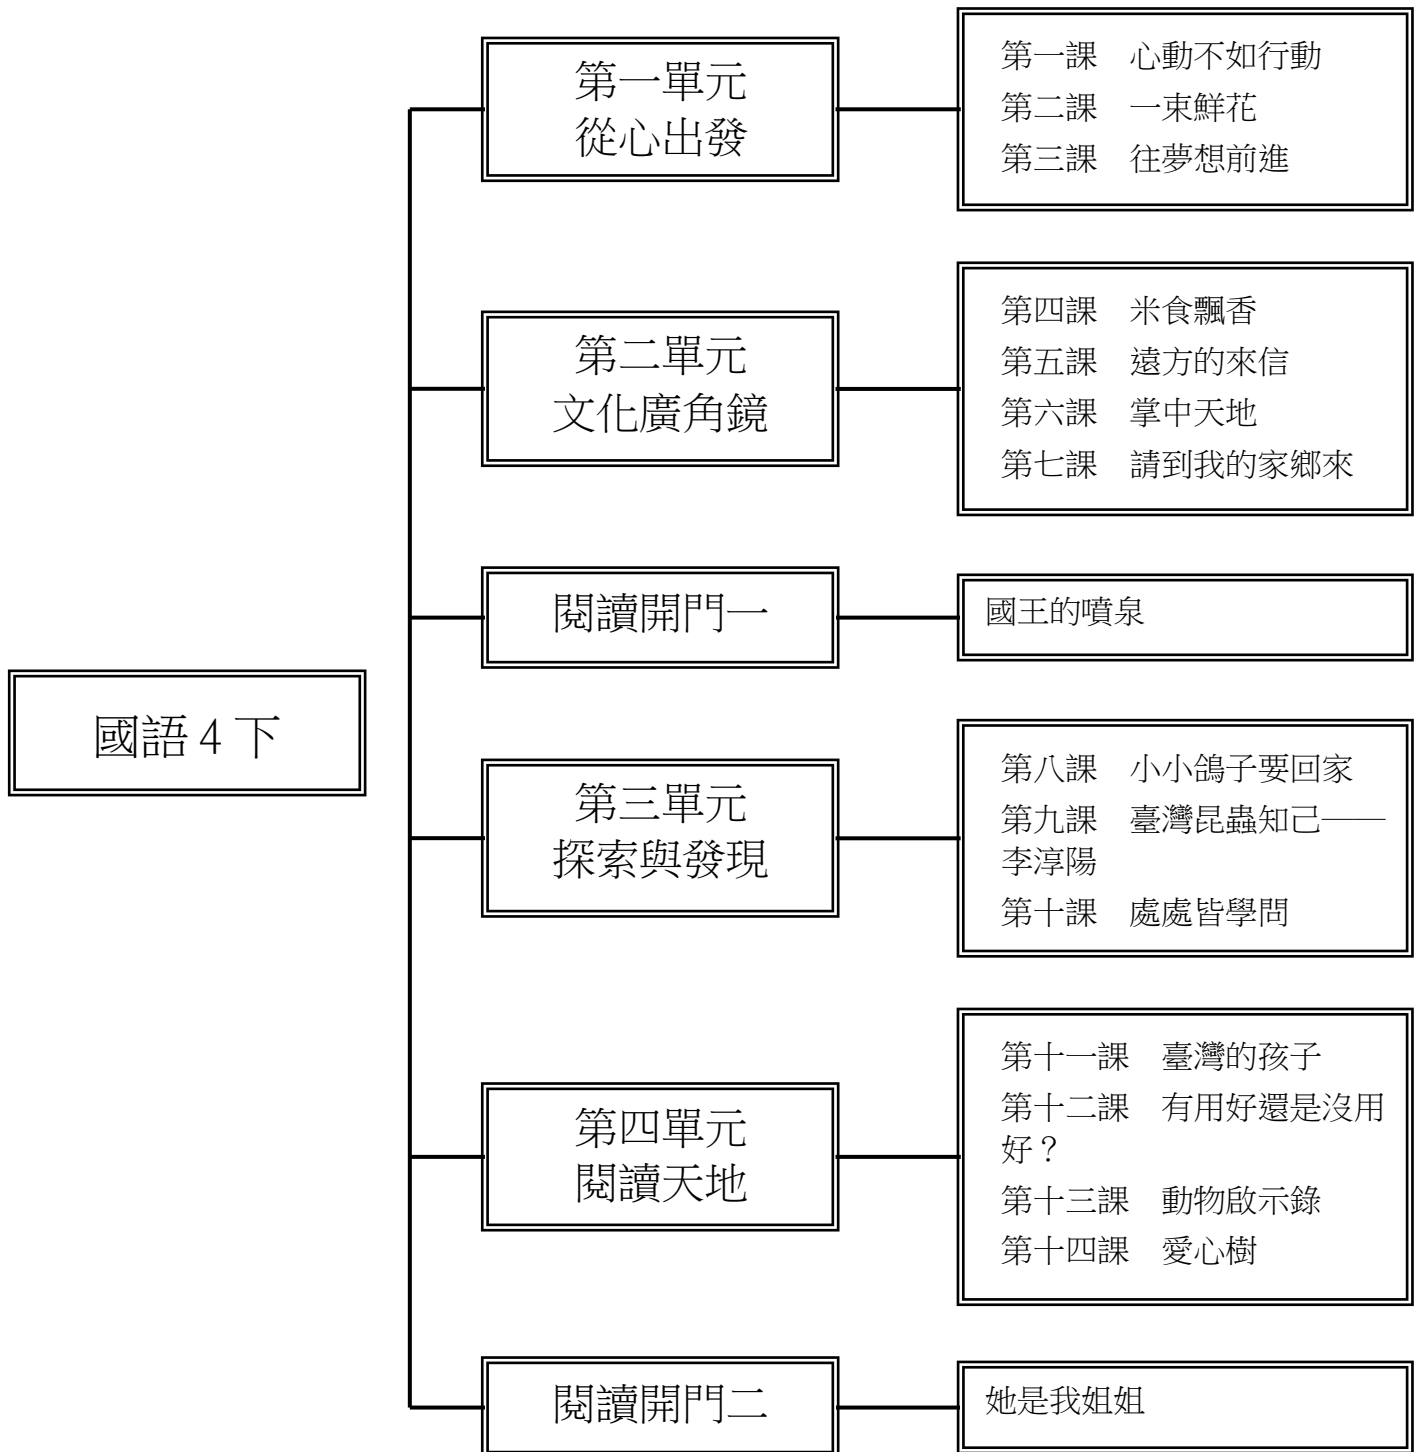 國語 4 下
第一單元
從心出發
第一課　心動不如行動
第二課　一束鮮花
第三課　往夢想前進
第二單元
文化廣角鏡
第四課　米食飄香
第五課　遠方的來信
第六課　掌中天地
第七課　請到我的家鄉來
閱讀開門一
國王的噴泉
第三單元
探索與發現
第八課　小小鴿子要回家
第九課　臺灣昆蟲知己——
李淳陽
第十課　處處皆學問
第四單元
閱讀天地
第十一課　臺灣的孩子
第十二課　有用好還是沒用
好？
第十三課　動物啟示錄
第十四課　愛心樹
閱讀開門二
她是我姐姐